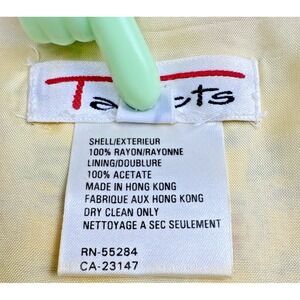 SHELL/EXTERIEUR
100% RAYON/RAYONNE
LINING/DOUBLURE
100% ACETATE
MADE IN HONG KONG
FABRIQUE AUX HONG KONG
DRY CLEAN ONLY
NETTOYAGE A SEC SEULEMENT
RN-55284
CA-23147